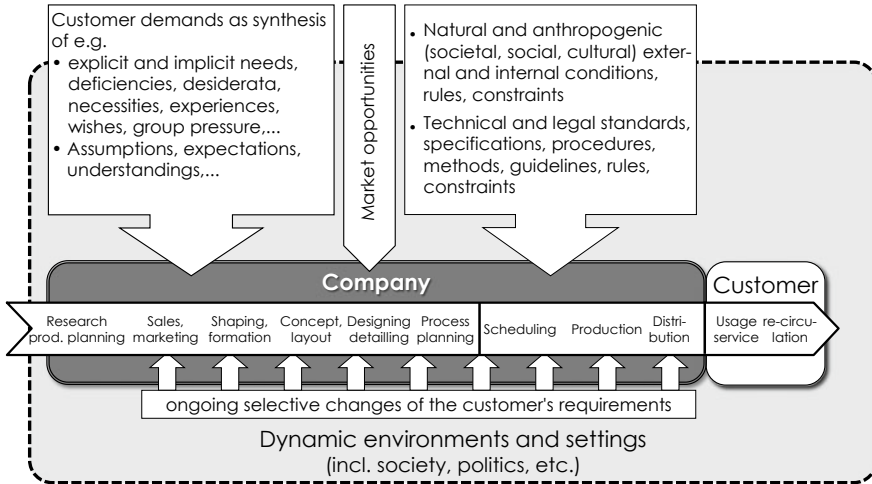 Customer demands as synthesis
of e.g.
• explicit and implicit needs,
deficiencies, desiderata,
necessities, experiences,
wishes, group pressure,...
• Assumptions, expectations,
understandings,...
Market opportunities
• Natural and anthropogenic
(societal, social, cultural) exter-
nal and internal conditions,
rules, constraints
• Technical and legal standards,
specifications, procedures,
methods, guidelines, rules,
constraints
Company
Customer
Research
prod. planning
Sales,
marketing
Shaping,
formation
Concept,
layout
Designing
detailling
Process
planning
Scheduling
Production
Distri-
bution
Usage
service
re-circu-
lation
ongoing selective changes of the customer's requirements
Dynamic environments and settings
(incl. society, politics, etc.)